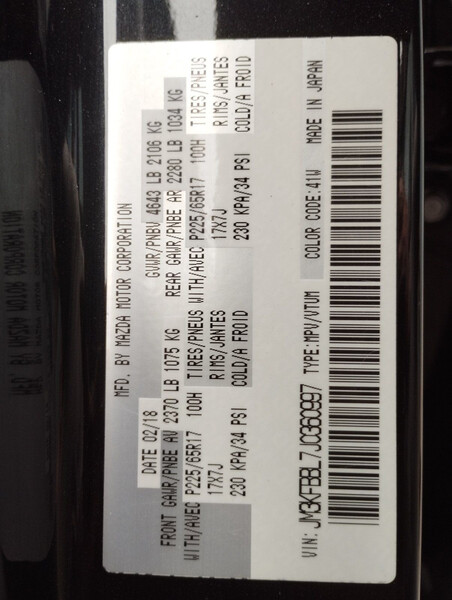 MFD. BY MAZDA MOTOR CORPORATION
DATE 02/18 GVWR/PNBV 4643 LB 2106 KG
FRONT GAWR/PNBE AV 2370 LB 1075 KG REAR GAWR/PNBE AR 2280 LB 1034 KG
WITH/AVEC P225/65R17 100H TIRES/PNEUS WITH/AVEC P225/65R17 100H TIRES/PNEUS
17X7J RIMS/JANTES 17X7J RIMS/JANTES
230 KPA/34 PSI COLD/A FROID 230 KPA/34 PSI COLD/A FROID
VIN: JM3KFBBL7J0360997 TYPE:MPV/VTUM COLOR CODE:41W MADE IN JAPAN